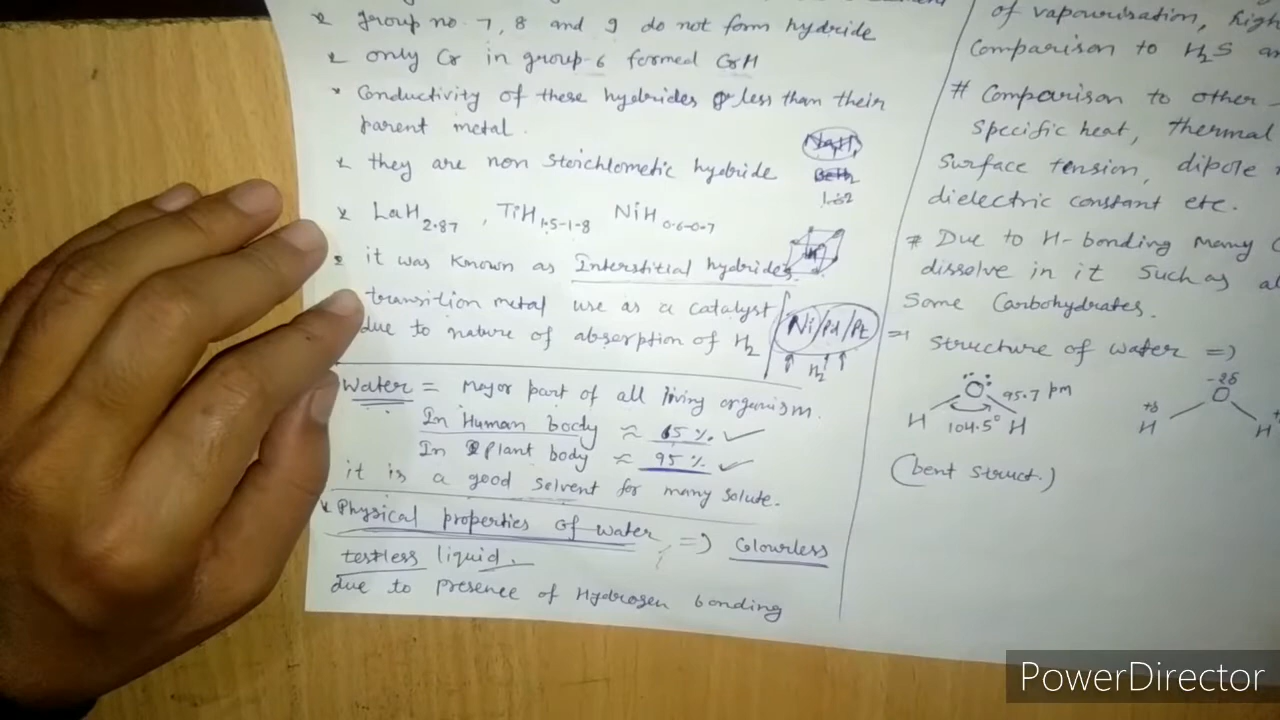 * group no. 7, 8 and 9 do not form hydride
* only Cr in group-6 formed CrH
* Conductivity of these hydrides less than their
parent metal.
* they are non stoichlometic hydride
NaH,
BeH2
1:2
* LaH2.87 , TiH1.5-1.8 NiH0.6-0.7
* it was known as Interstitial hydrides
transition metal use as a catalyst
due to nature of absorption of H2
Ni/Pd/Pt
H2
Water = Major part of all living organism.
In Human body ≈ 65 %.
In Plant body ≈ 95 %
it is a good solvent for many solute.
* Physical properties of water => Colourless
testless liquid.
due to presence of Hydrogen bonding
of vapourisation, high
Comparison to H2S
# Comparison to other
Specific heat, thermal
Surface tension, dipole
dielectric constant etc.
# Due to H-bonding many
dissolve in it such as
Some Carbohydrates.
=> Structure of water =>
O 95.7 pm
H 104.5° H
(bent struct.)
-2δ
O
+δ
H H
PowerDirector